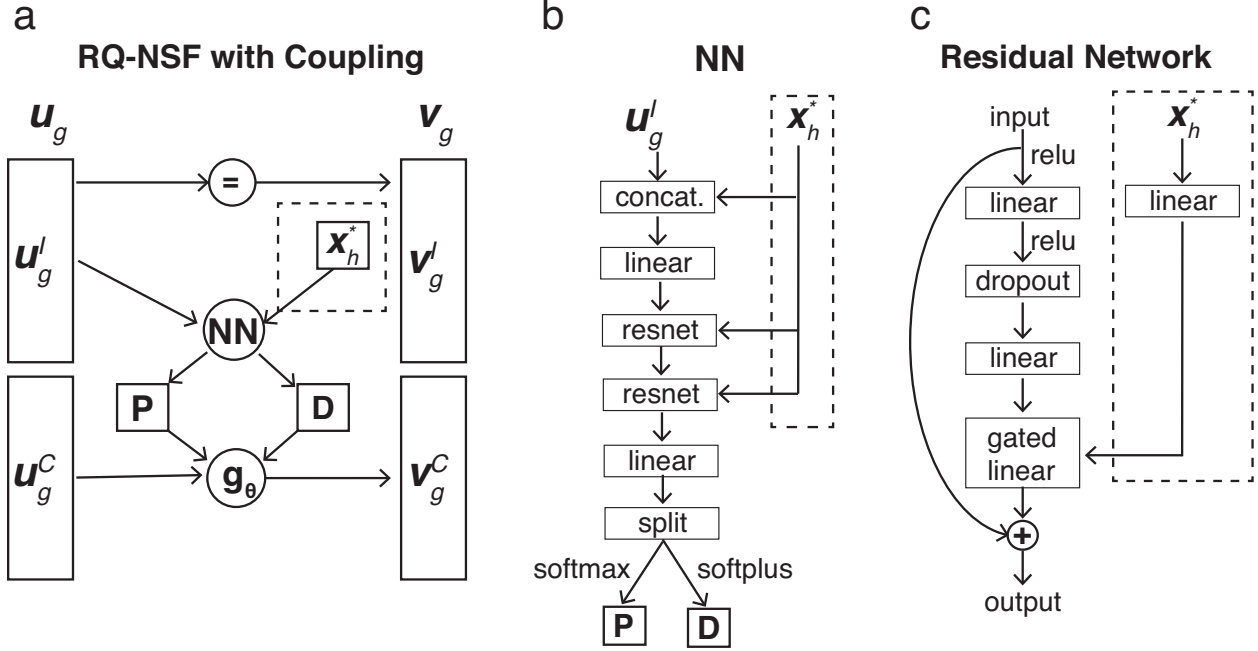 a
RQ-NSF with Coupling
u_g
v_g
=
x_h^*
u_g^I
v_g^I
NN
P
D
u_g^C
g_θ
v_g^C
b
NN
u_g^I
x_h^*
concat.
linear
resnet
resnet
linear
split
softmax
softplus
P
D
c
Residual Network
input
x_h^*
relu
linear
linear
relu
dropout
linear
gated
linear
+
output